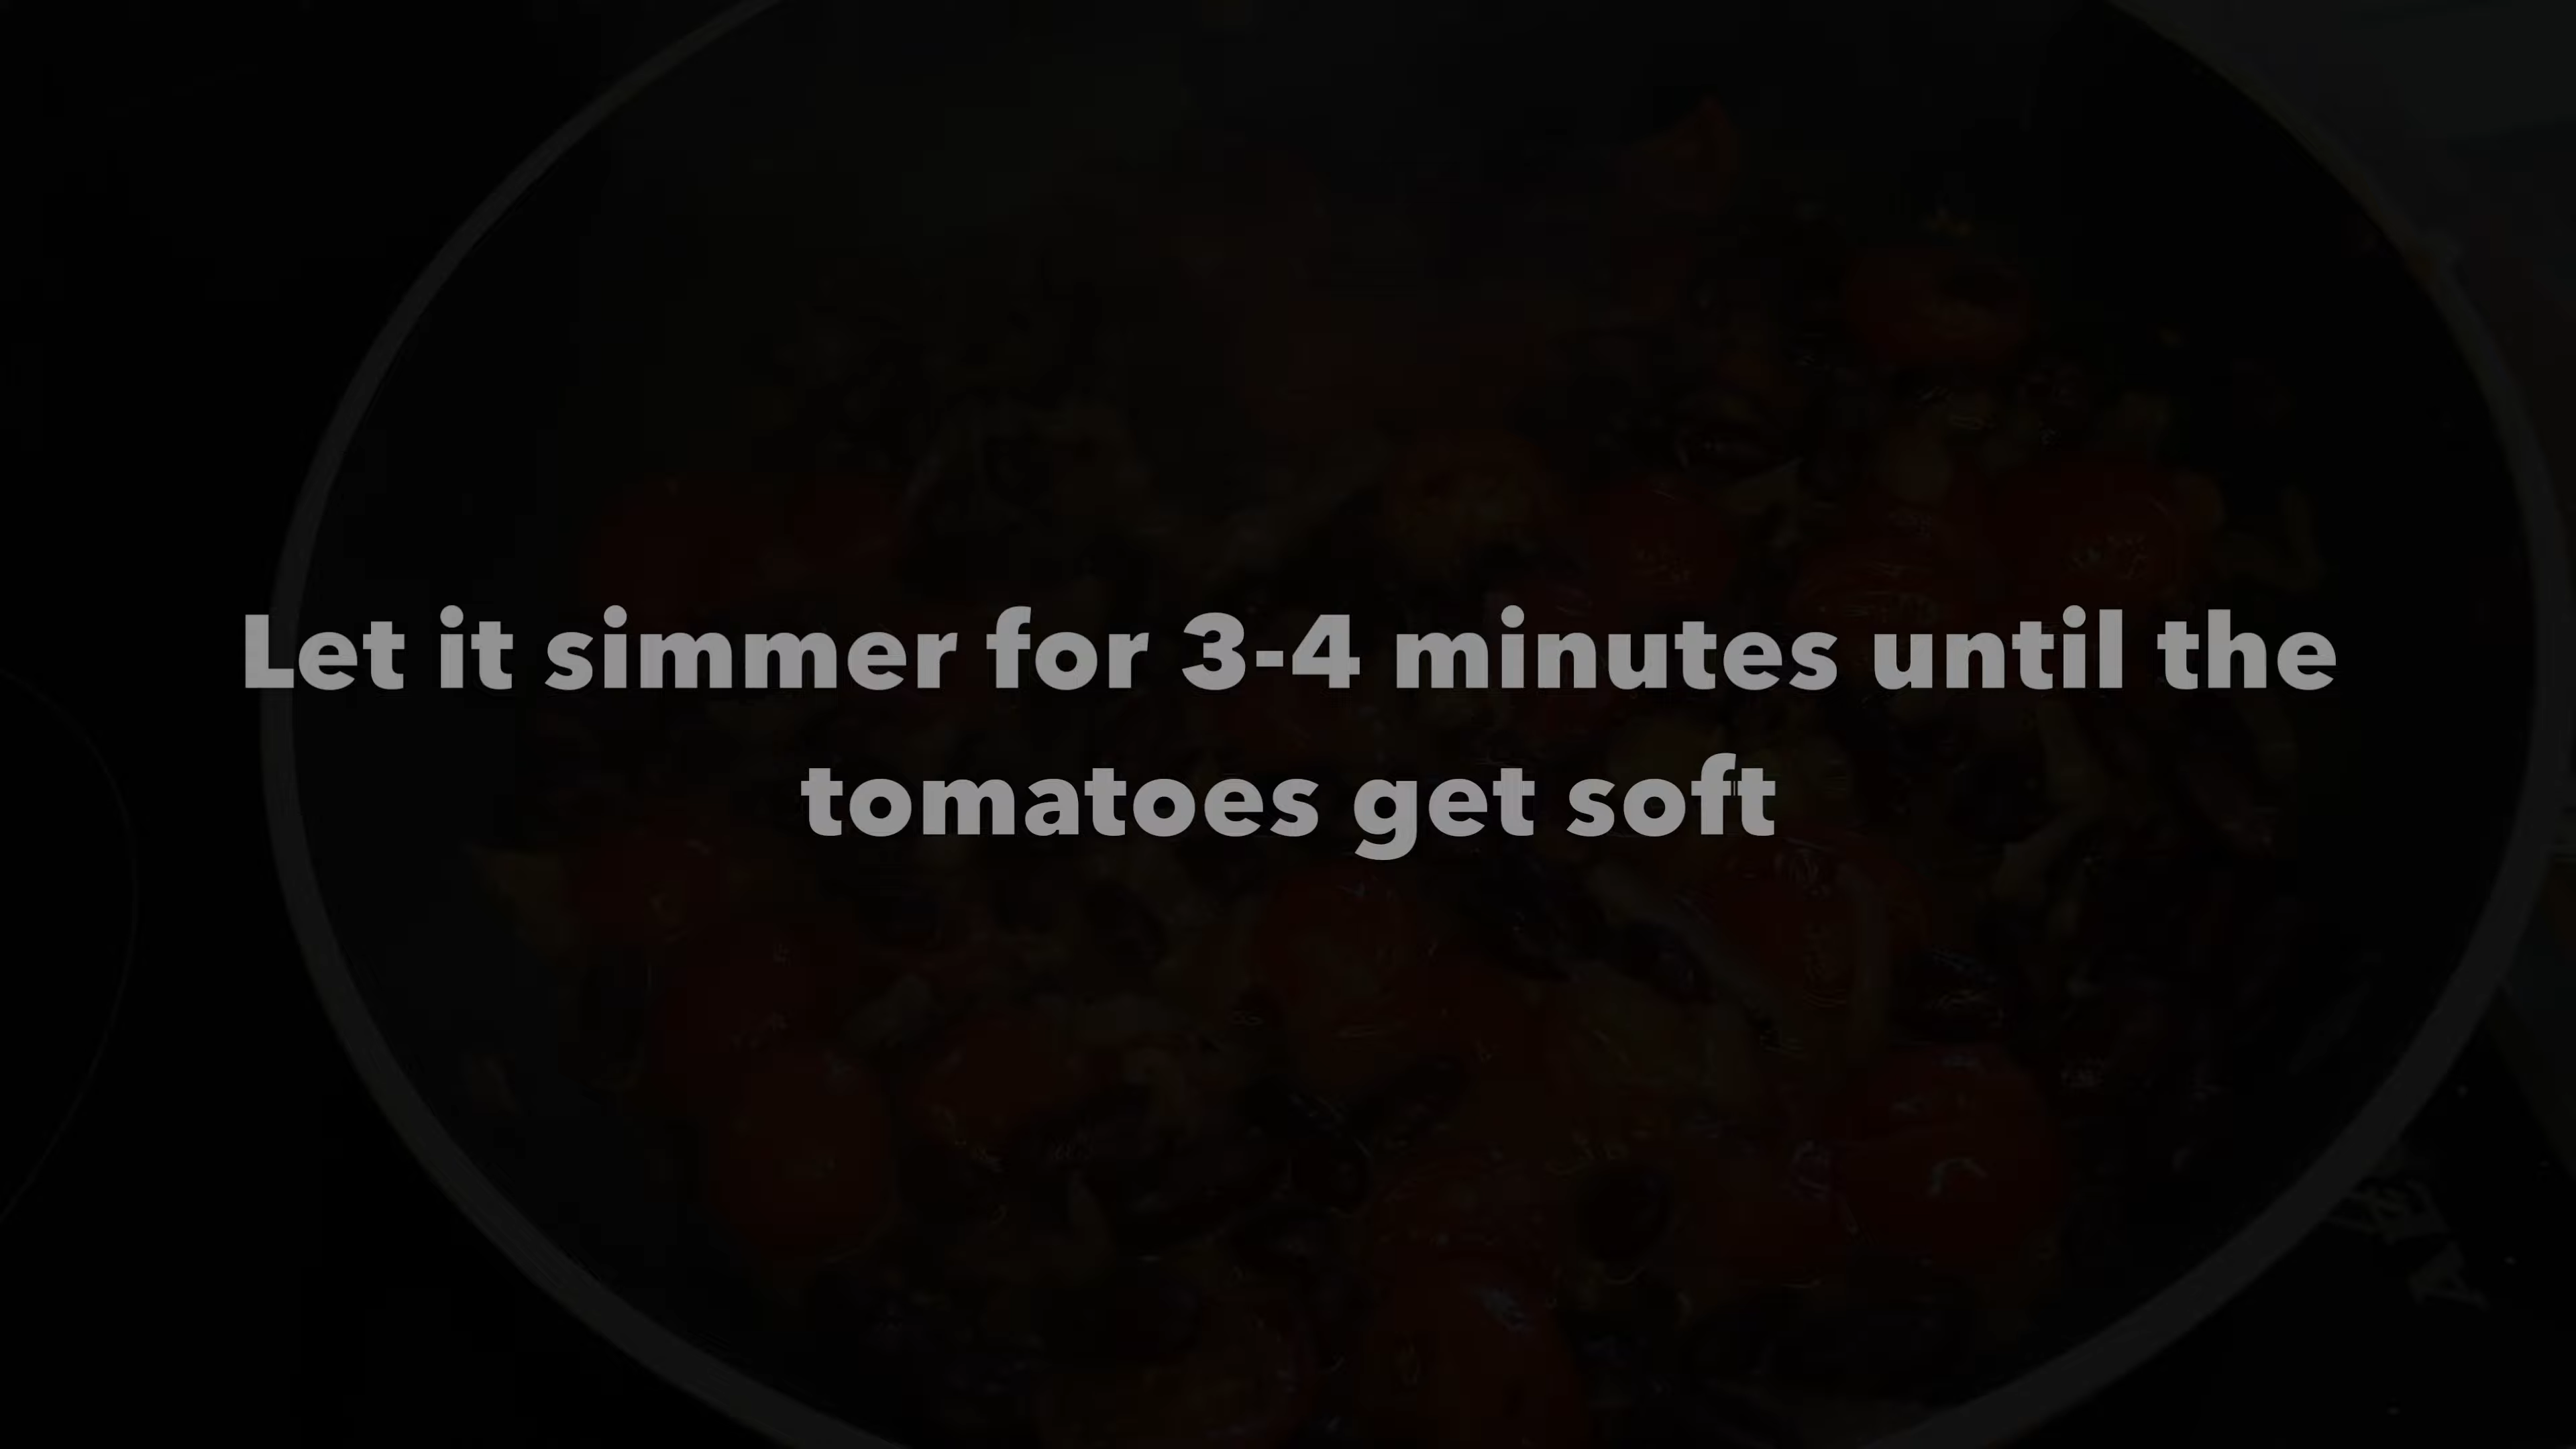 Let it simmer for 3-4 minutes until the
tomatoes get soft